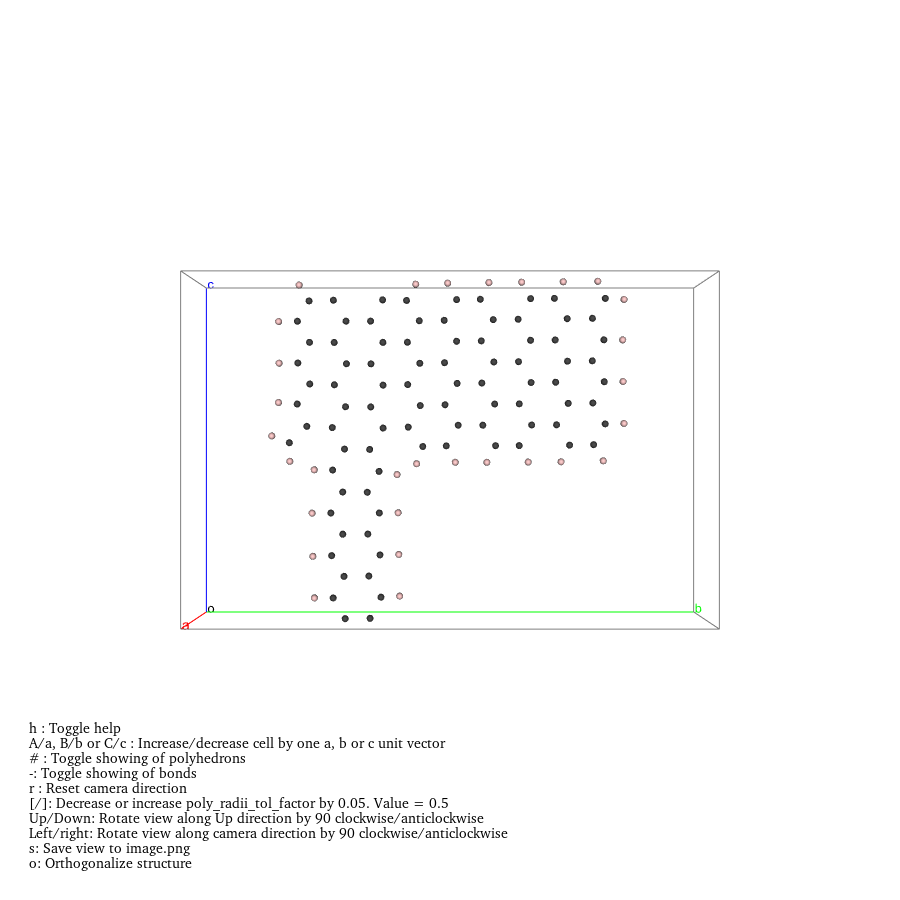 c
o
b
a
h : Toggle help
A/a, B/b or C/c : Increase/decrease cell by one a, b or c unit vector
# : Toggle showing of polyhedrons
-: Toggle showing of bonds
r : Reset camera direction
[/]: Decrease or increase poly_radii_tol_factor by 0.05. Value = 0.5
Up/Down: Rotate view along Up direction by 90 clockwise/anticlockwise
Left/right: Rotate view along camera direction by 90 clockwise/anticlockwise
s: Save view to image.png
o: Orthogonalize structure